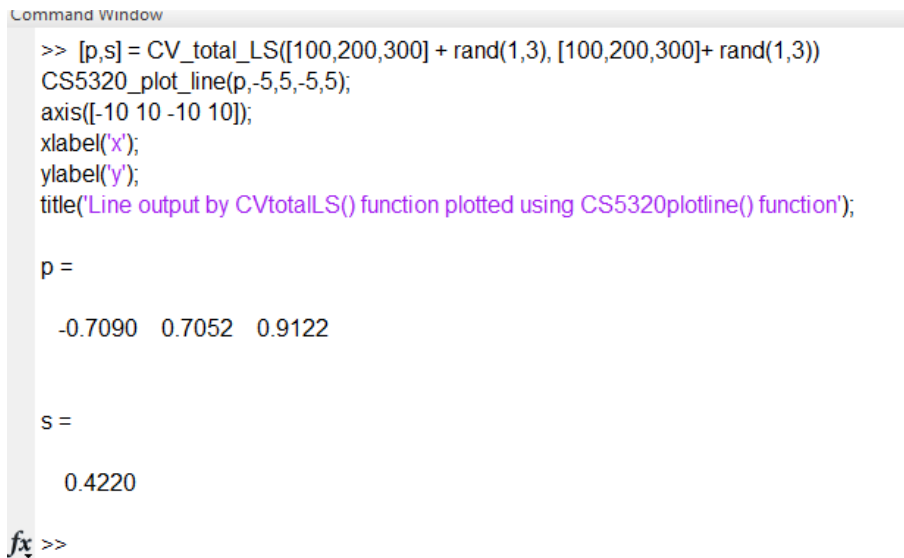 Command Window
>> [p,s] = CV_total_LS([100,200,300] + rand(1,3), [100,200,300]+ rand(1,3))
CS5320_plot_line(p,-5,5,-5,5);
axis([-10 10 -10 10]);
xlabel('x');
ylabel('y');
title('Line output by CVtotalLS() function plotted using CS5320plotline() function');
p =
-0.7090 0.7052 0.9122
s =
0.4220
fx >>